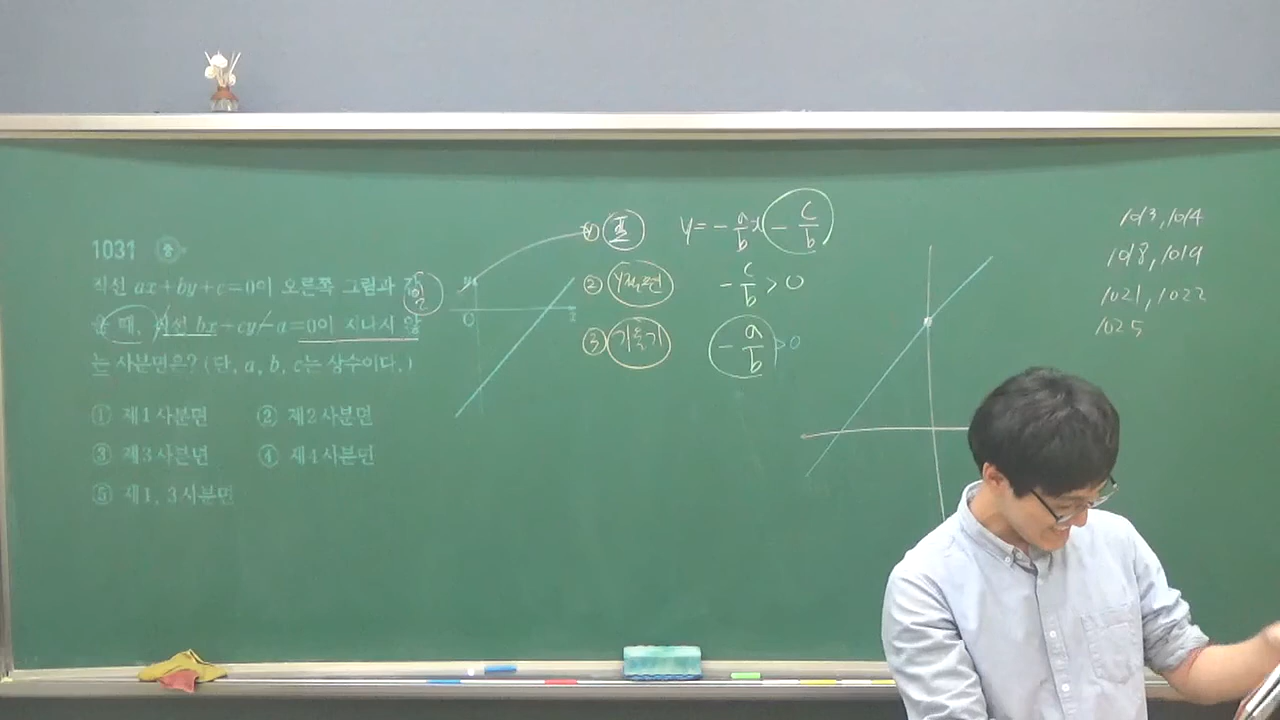 1031 중
직선 ax+by+c=0이 오른쪽 그림과 같
을 때, 직선 bx+cy-a=0이 지나지 않
는 사분면은? (단, a, b, c는 상수이다.)
① 제1사분면 ② 제2사분면
③ 제3사분면 ④ 제4사분면
⑤ 제1, 3사분면
y
O
x
① 표 y=-a/b x-c/b
② y절편 -c/b>0
③ 기울기 -a/b>0
1013, 1014
1018, 1019
1021, 1022
1025